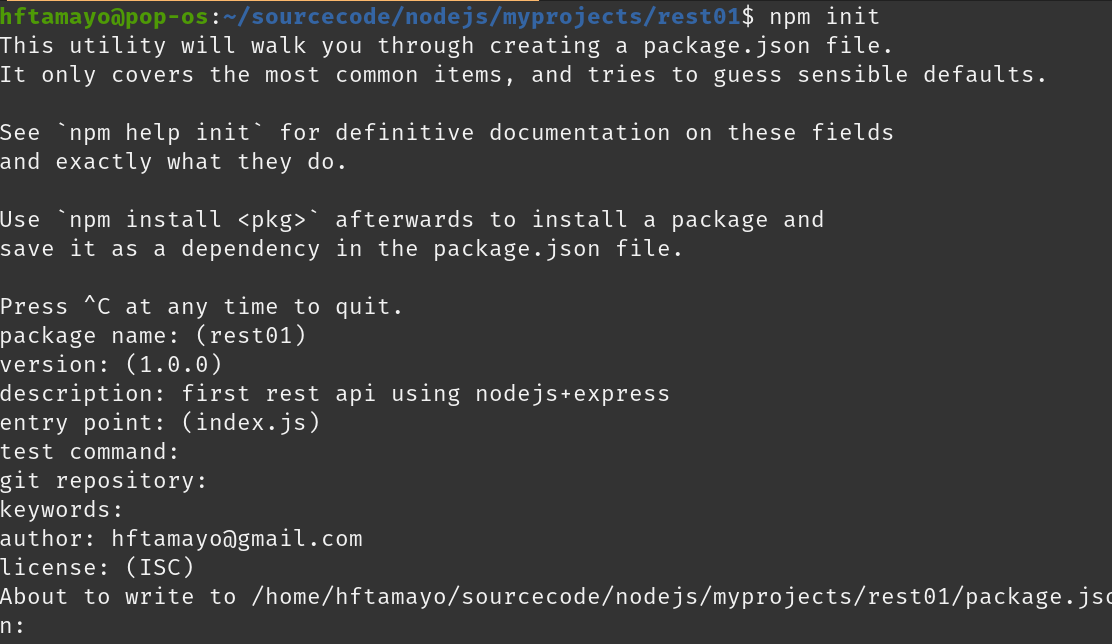 hftamayo@pop-os:~/sourcecode/nodejs/myprojects/rest01$ npm init
This utility will walk you through creating a package.json file.
It only covers the most common items, and tries to guess sensible defaults.
See `npm help init` for definitive documentation on these fields
and exactly what they do.
Use `npm install <pkg>` afterwards to install a package and
save it as a dependency in the package.json file.
Press ^C at any time to quit.
package name: (rest01)
version: (1.0.0)
description: first rest api using nodejs+express
entry point: (index.js)
test command:
git repository:
keywords:
author: hftamayo@gmail.com
license: (ISC)
About to write to /home/hftamayo/sourcecode/nodejs/myprojects/rest01/package.jso
n: